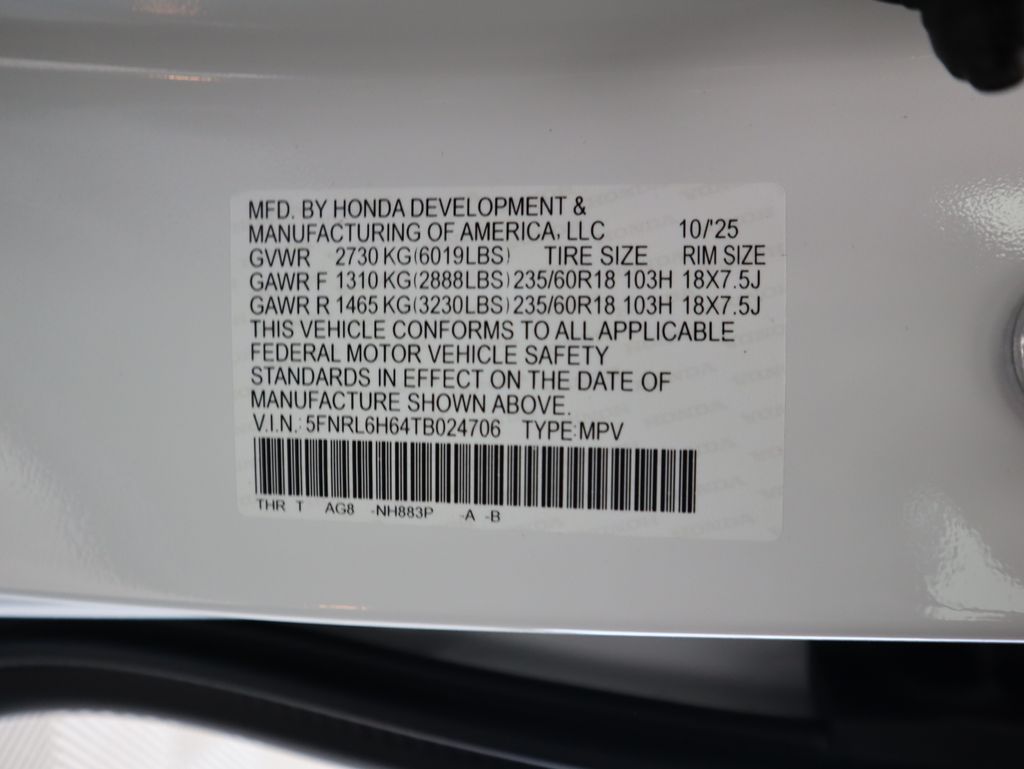 MFD. BY HONDA DEVELOPMENT &
MANUFACTURING OF AMERICA, LLC 10/'25
GVWR 2730 KG(6019LBS) TIRE SIZE RIM SIZE
GAWR F 1310 KG(2888LBS) 235/60R18 103H 18X7.5J
GAWR R 1465 KG(3230LBS) 235/60R18 103H 18X7.5J
THIS VEHICLE CONFORMS TO ALL APPLICABLE
FEDERAL MOTOR VEHICLE SAFETY
STANDARDS IN EFFECT ON THE DATE OF
MANUFACTURE SHOWN ABOVE.
V.I.N.: 5FNRL6H64TB024706 TYPE:MPV
THR T AG8 -NH883P -A -B